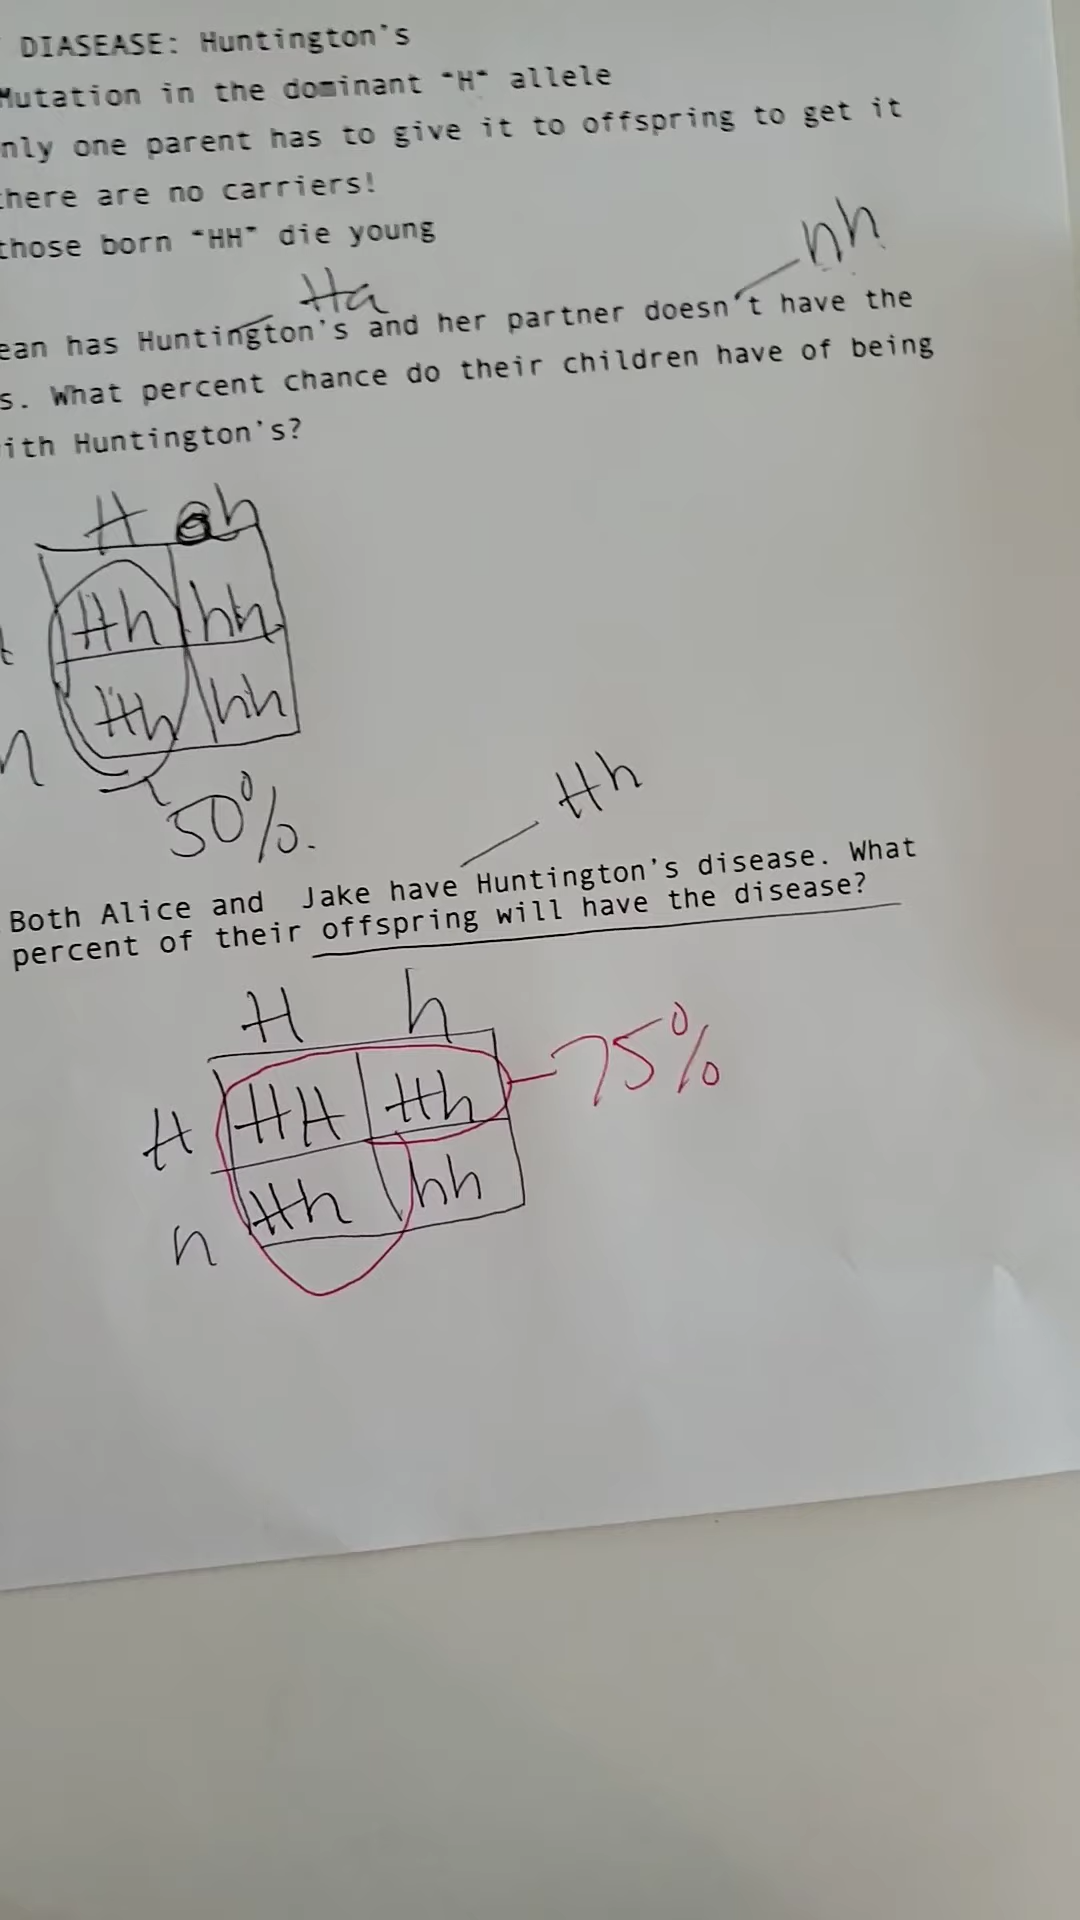 DIASEASE: Huntington's
Mutation in the dominant "H" allele
nly one parent has to give it to offspring to get it
there are no carriers!
those born "HH" die young
Ha
hh
ean has Huntington's and her partner doesn't have the
s. What percent chance do their children have of being
ith Huntington's?
H h
Hh hh
Hh hh
h
50%.
Hh
Both Alice and Jake have Huntington's disease. What
percent of their offspring will have the disease?
H h
H HH Hh
75%
h Hh hh